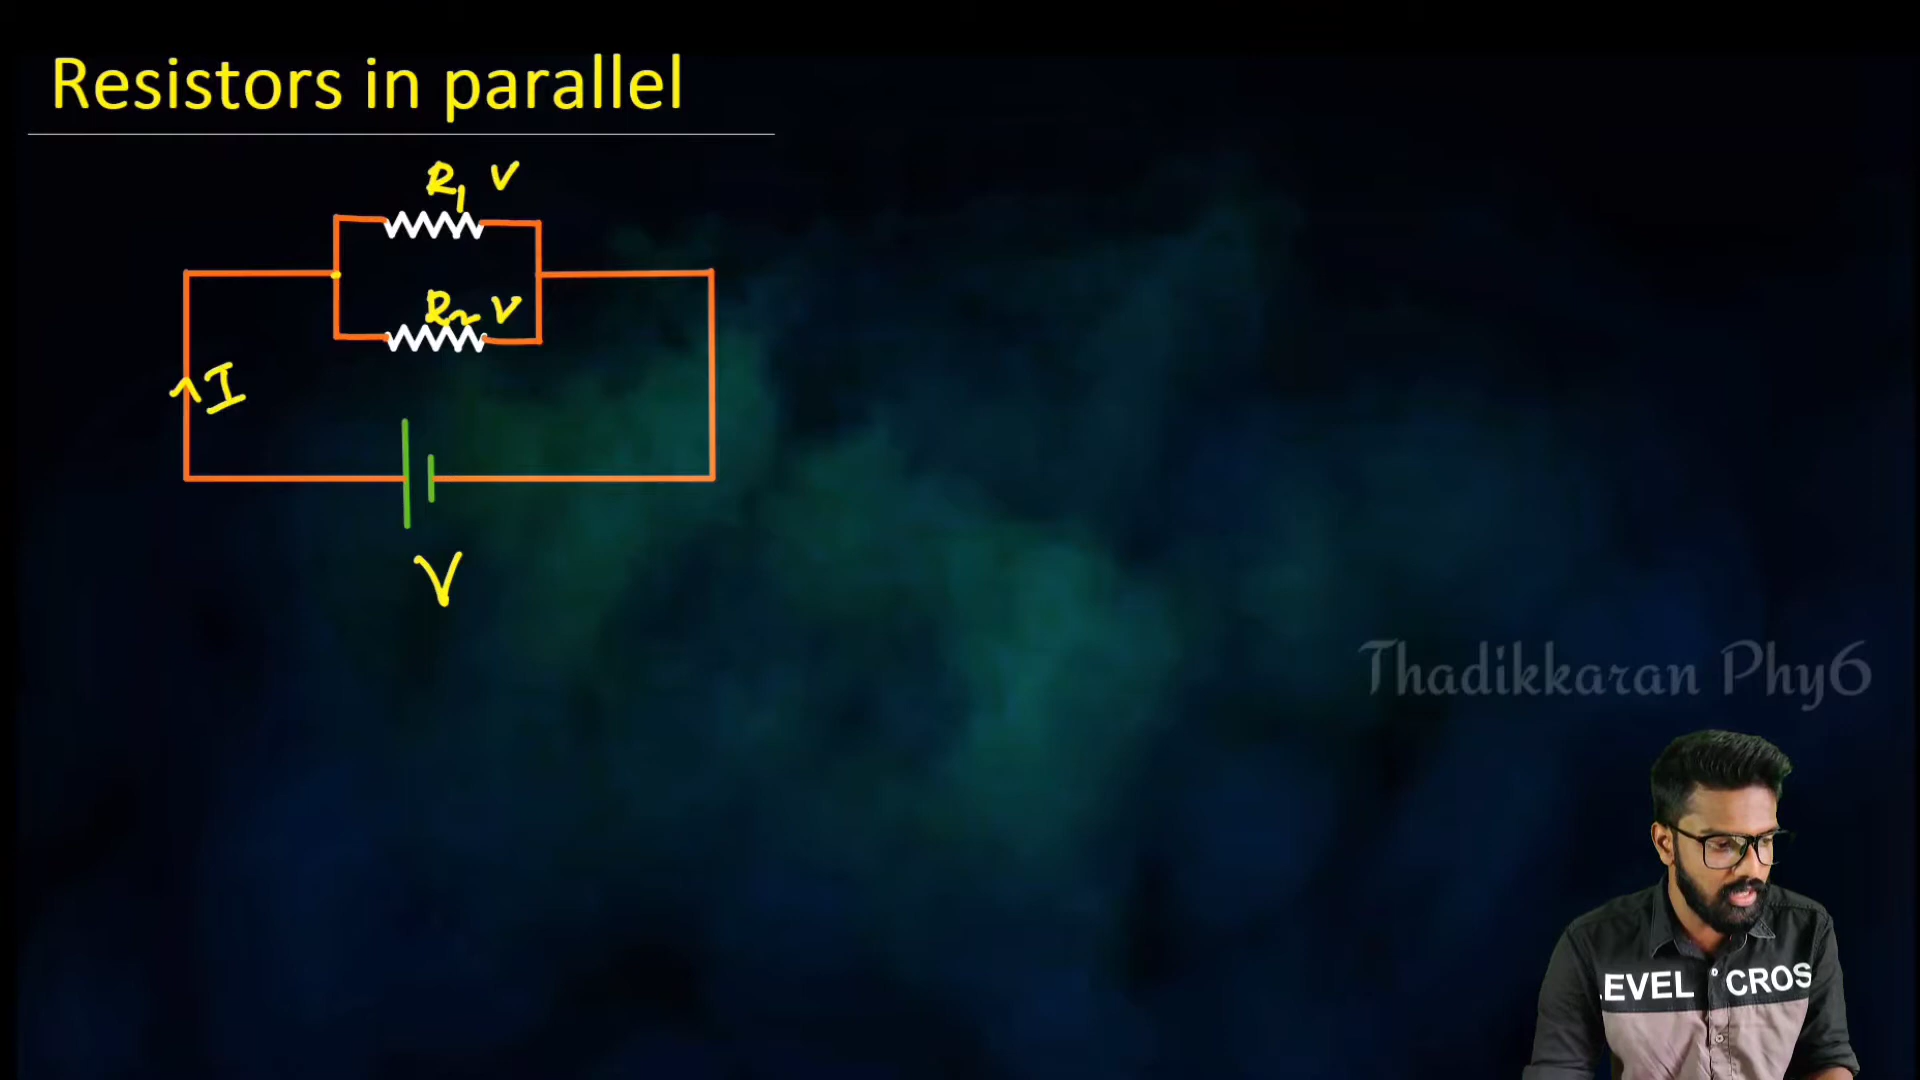 Resistors in parallel
R1 V
R2 V
I
V
Thadikkaran Phy6
EVEL CROS